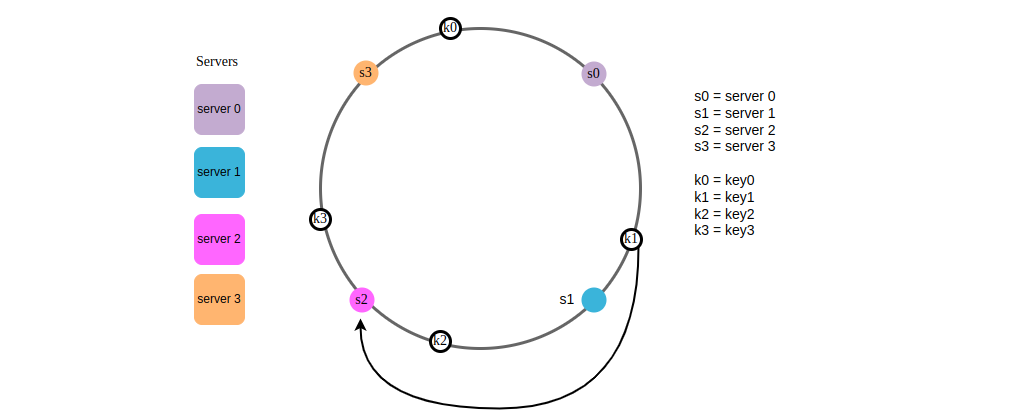 Servers
server 0
server 1
server 2
server 3
k0
s3
s0
k3
k1
s2
s1
k2
s0 = server 0
s1 = server 1
s2 = server 2
s3 = server 3
k0 = key0
k1 = key1
k2 = key2
k3 = key3